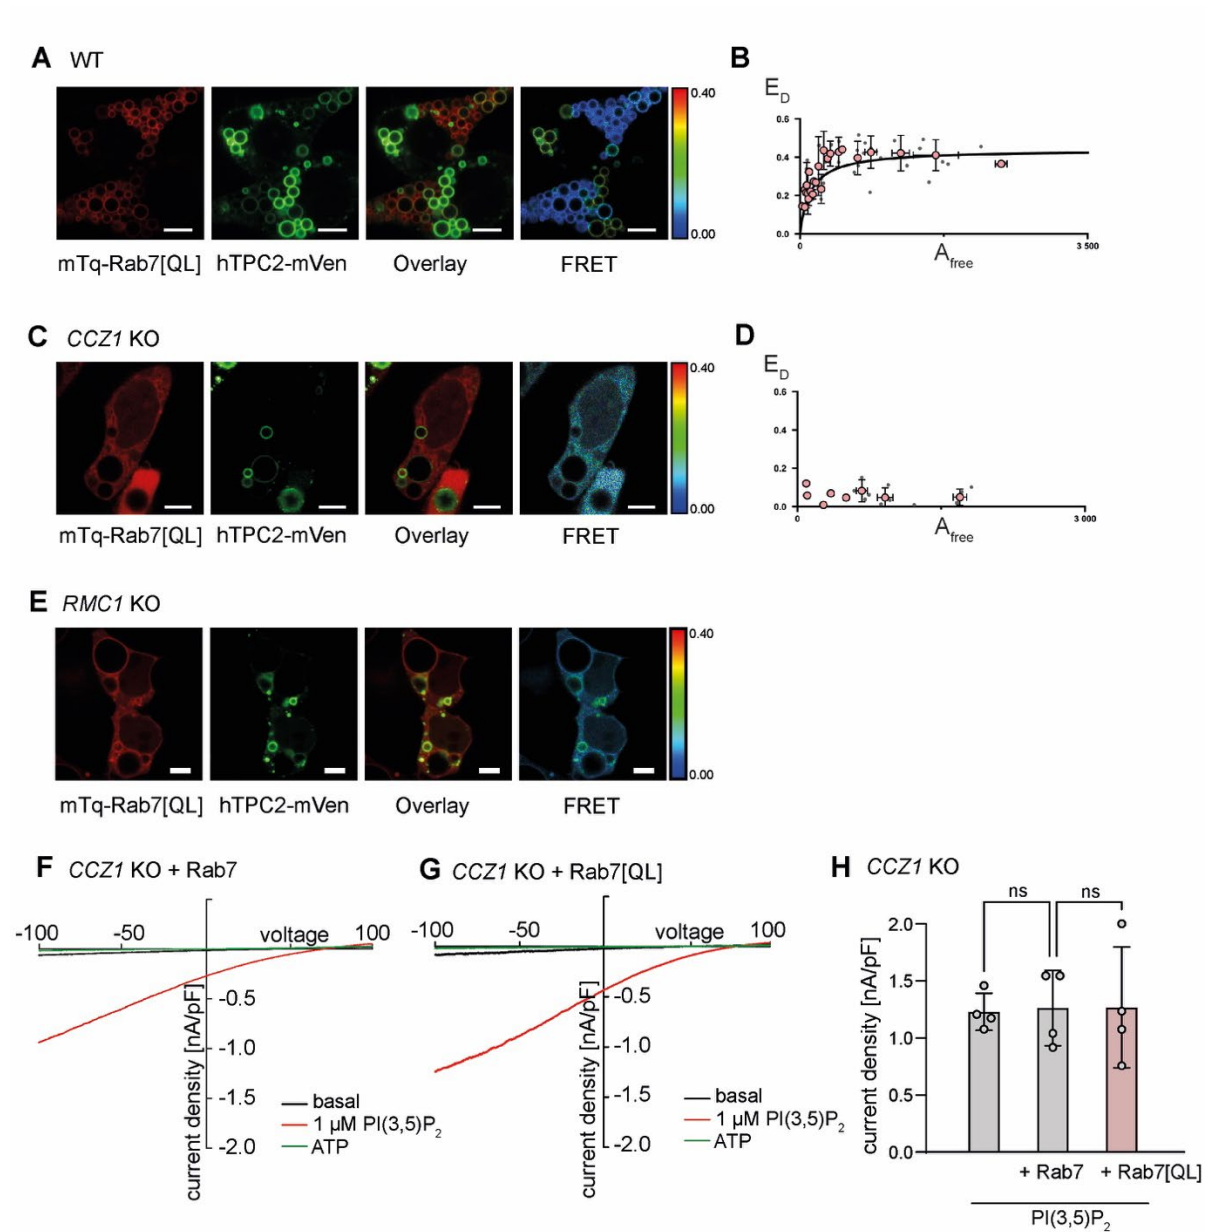 A WT
0.40
0.00
mTq-Rab7[QL] hTPC2-mVen Overlay FRET
B
E_D
0.6
0.4
0.2
0.0
0 3 500
A_free
C CCZ1 KO
0.40
0.00
mTq-Rab7[QL] hTPC2-mVen Overlay FRET
D
E_D
0.6
0.4
0.2
0.0
0 3 000
A_free
E RMC1 KO
0.40
0.00
mTq-Rab7[QL] hTPC2-mVen Overlay FRET
F CCZ1 KO + Rab7
-100 -50 voltage 100
-0.5
-1.0
-1.5
-2.0
current density [nA/pF]
basal
1 µM PI(3,5)P₂
ATP
G CCZ1 KO + Rab7[QL]
-100 -50 voltage 100
-0.5
-1.0
-1.5
-2.0
current density [nA/pF]
basal
1 µM PI(3,5)P₂
ATP
H CCZ1 KO
ns ns
2.0
1.5
1.0
0.5
0.0
current density [nA/pF]
+ Rab7 + Rab7[QL]
PI(3,5)P₂